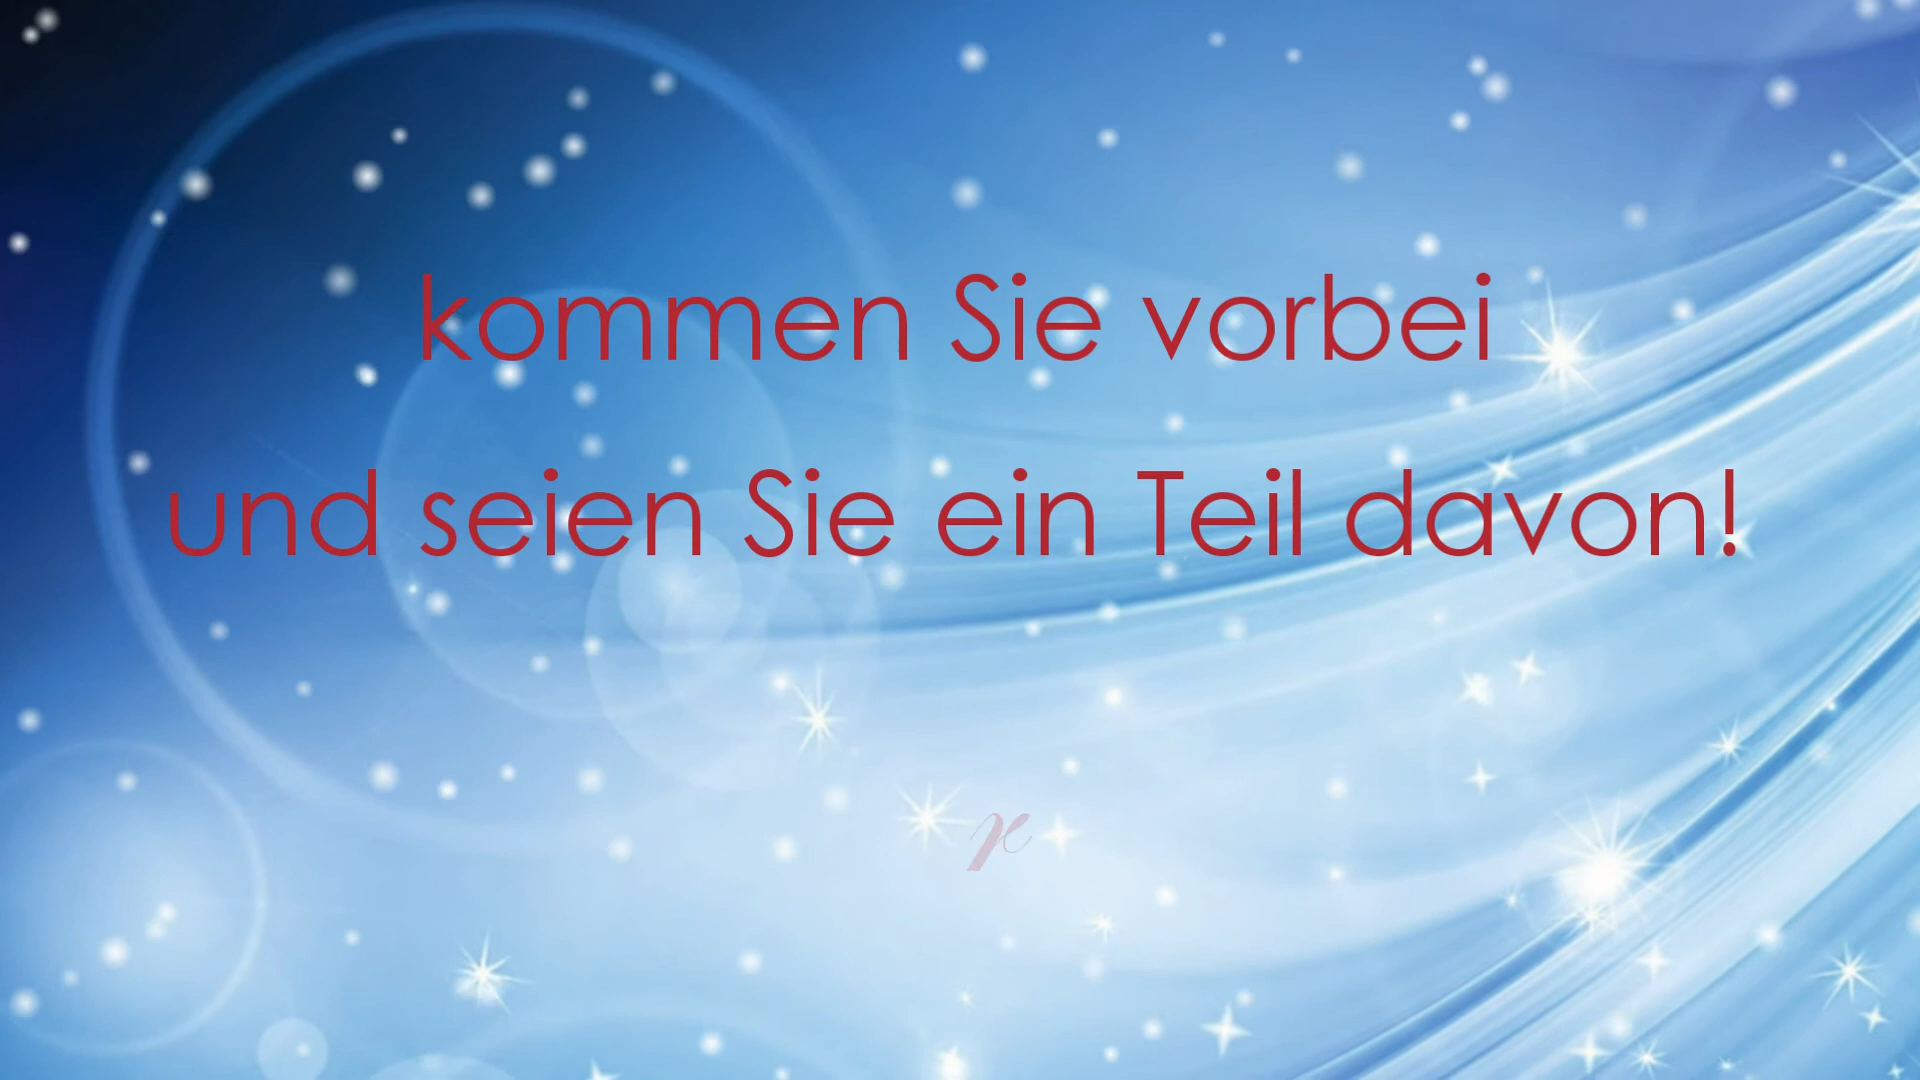 kommen Sie vorbei
und seien Sie ein Teil davon!